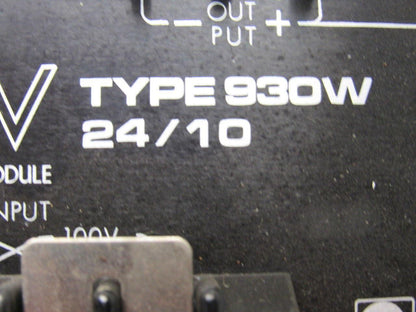 OUT
PUT +
V TYPE 930W
24/10
ODULE
NPUT
100V